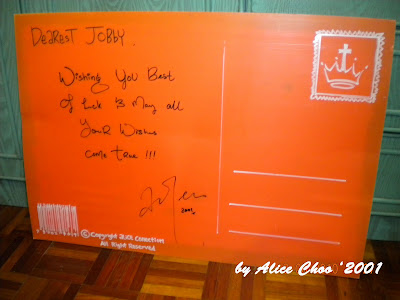 Dearest Jobby.
Wishing You Best
Of Luck & May all
Your Wishes
come True !!!
2001
© Copyright 2001 Collection
All Right Reserved
by Alice Choo '2001